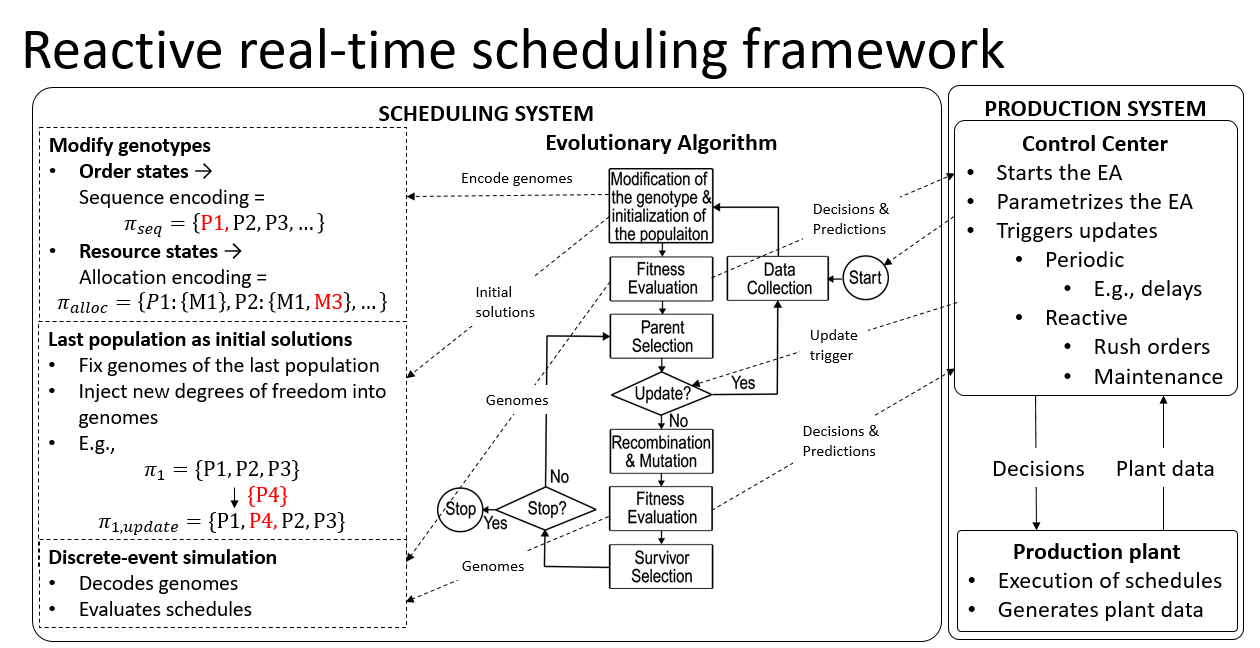 Reactive real-time scheduling framework
SCHEDULING SYSTEM
Modify genotypes
• Order states →
Sequence encoding =
π_seq = {P1, P2, P3, …}
• Resource states →
Allocation encoding =
π_alloc = {P1: {M1}, P2: {M1, M3}, …}
Last population as initial solutions
• Fix genomes of the last population
• Inject new degrees of freedom into
genomes
• E.g.,
π_1 = {P1, P2, P3}
↓ {P4}
π_1,update = {P1, P4, P2, P3}
Discrete-event simulation
• Decodes genomes
• Evaluates schedules
Evolutionary Algorithm
Encode genomes
Initial
solutions
Genomes
Genomes
Modification of
the genotype &
initialization of
the populaiton
Fitness
Evaluation
Parent
Selection
Update?
Yes
No
Recombination
& Mutation
Fitness
Evaluation
Survivor
Selection
Stop?
No
Yes
Stop
Data
Collection
Start
Decisions &
Predictions
Update
trigger
Decisions &
Predictions
PRODUCTION SYSTEM
Control Center
• Starts the EA
• Parametrizes the EA
• Triggers updates
• Periodic
• E.g., delays
• Reactive
• Rush orders
• Maintenance
Decisions
Plant data
Production plant
• Execution of schedules
• Generates plant data